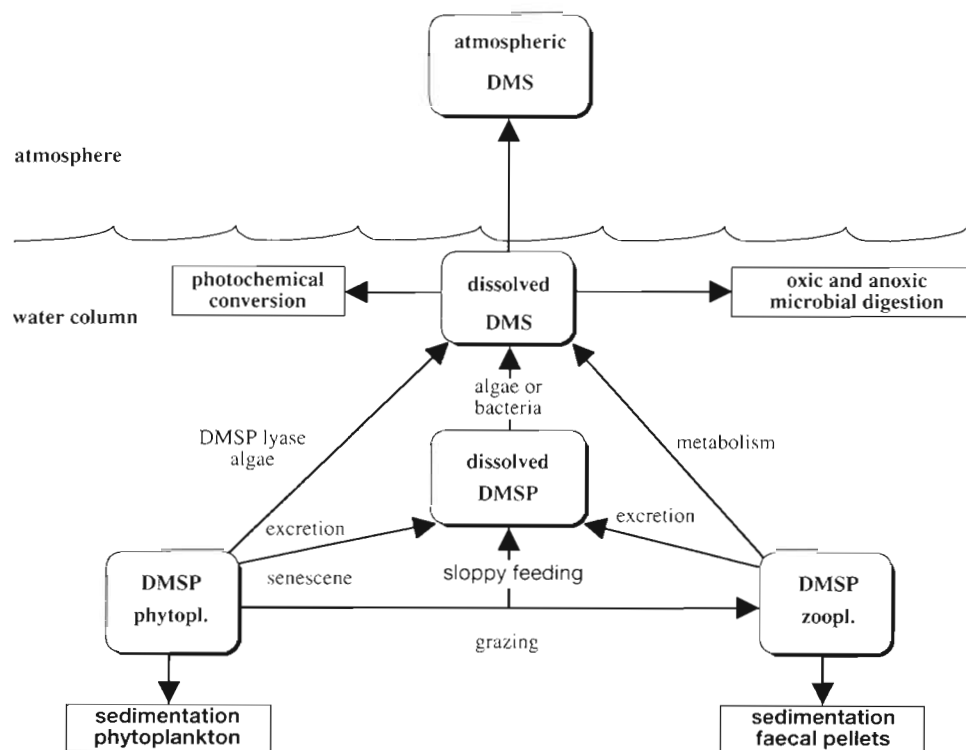 atmospheric
DMS
atmosphere
photochemical
conversion
dissolved
DMS
oxic and anoxic
microbial digestion
water column
algae or
bacteria
DMSP lyase
algae
metabolism
dissolved
DMSP
excretion
excretion
DMSP
phytopl.
senescene
sloppy feeding
DMSP
zoopl.
grazing
sedimentation
phytoplankton
sedimentation
faecal pellets